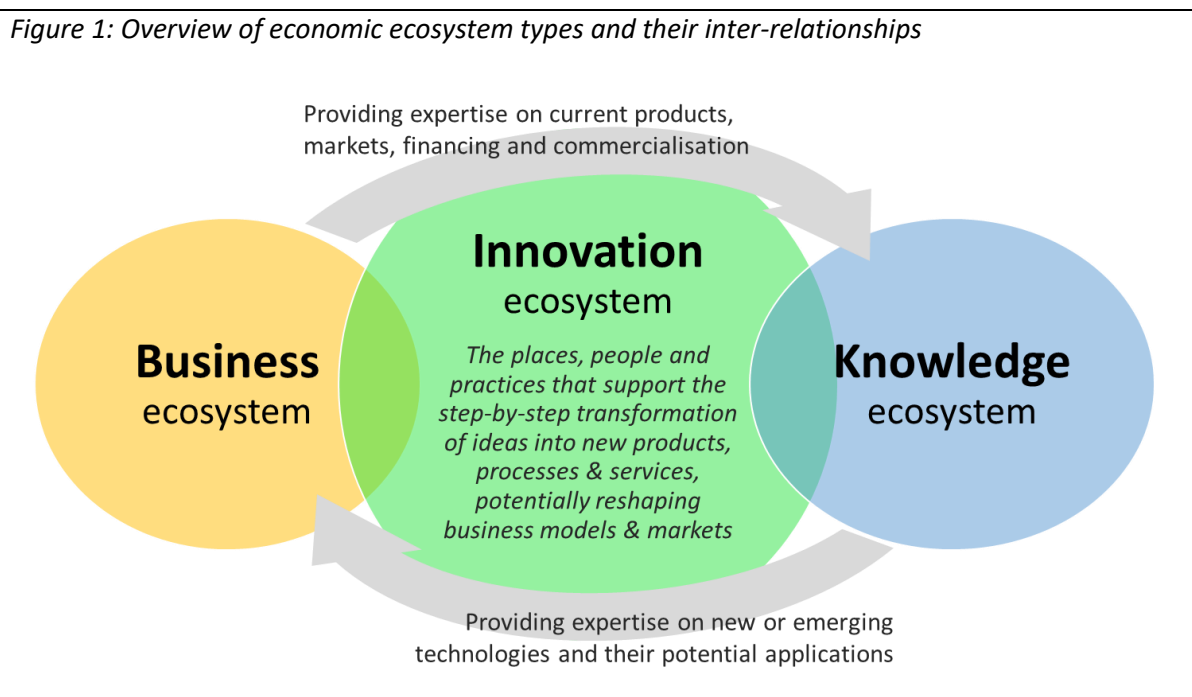 Figure 1: Overview of economic ecosystem types and their inter-relationships
Providing expertise on current products,
markets, financing and commercialisation
Innovation
ecosystem
The places, people and
practices that support the
step-by-step transformation
of ideas into new products,
processes & services,
potentially reshaping
business models & markets
Business
ecosystem
Knowledge
ecosystem
Providing expertise on new or emerging
technologies and their potential applications